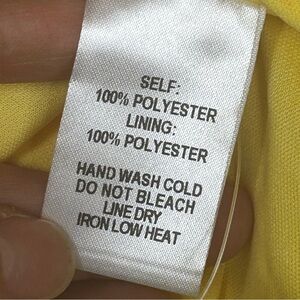 SELF:
100% POLYESTER
LINING:
100% POLYESTER
HAND WASH COLD
DO NOT BLEACH
LINE DRY
IRON LOW HEAT